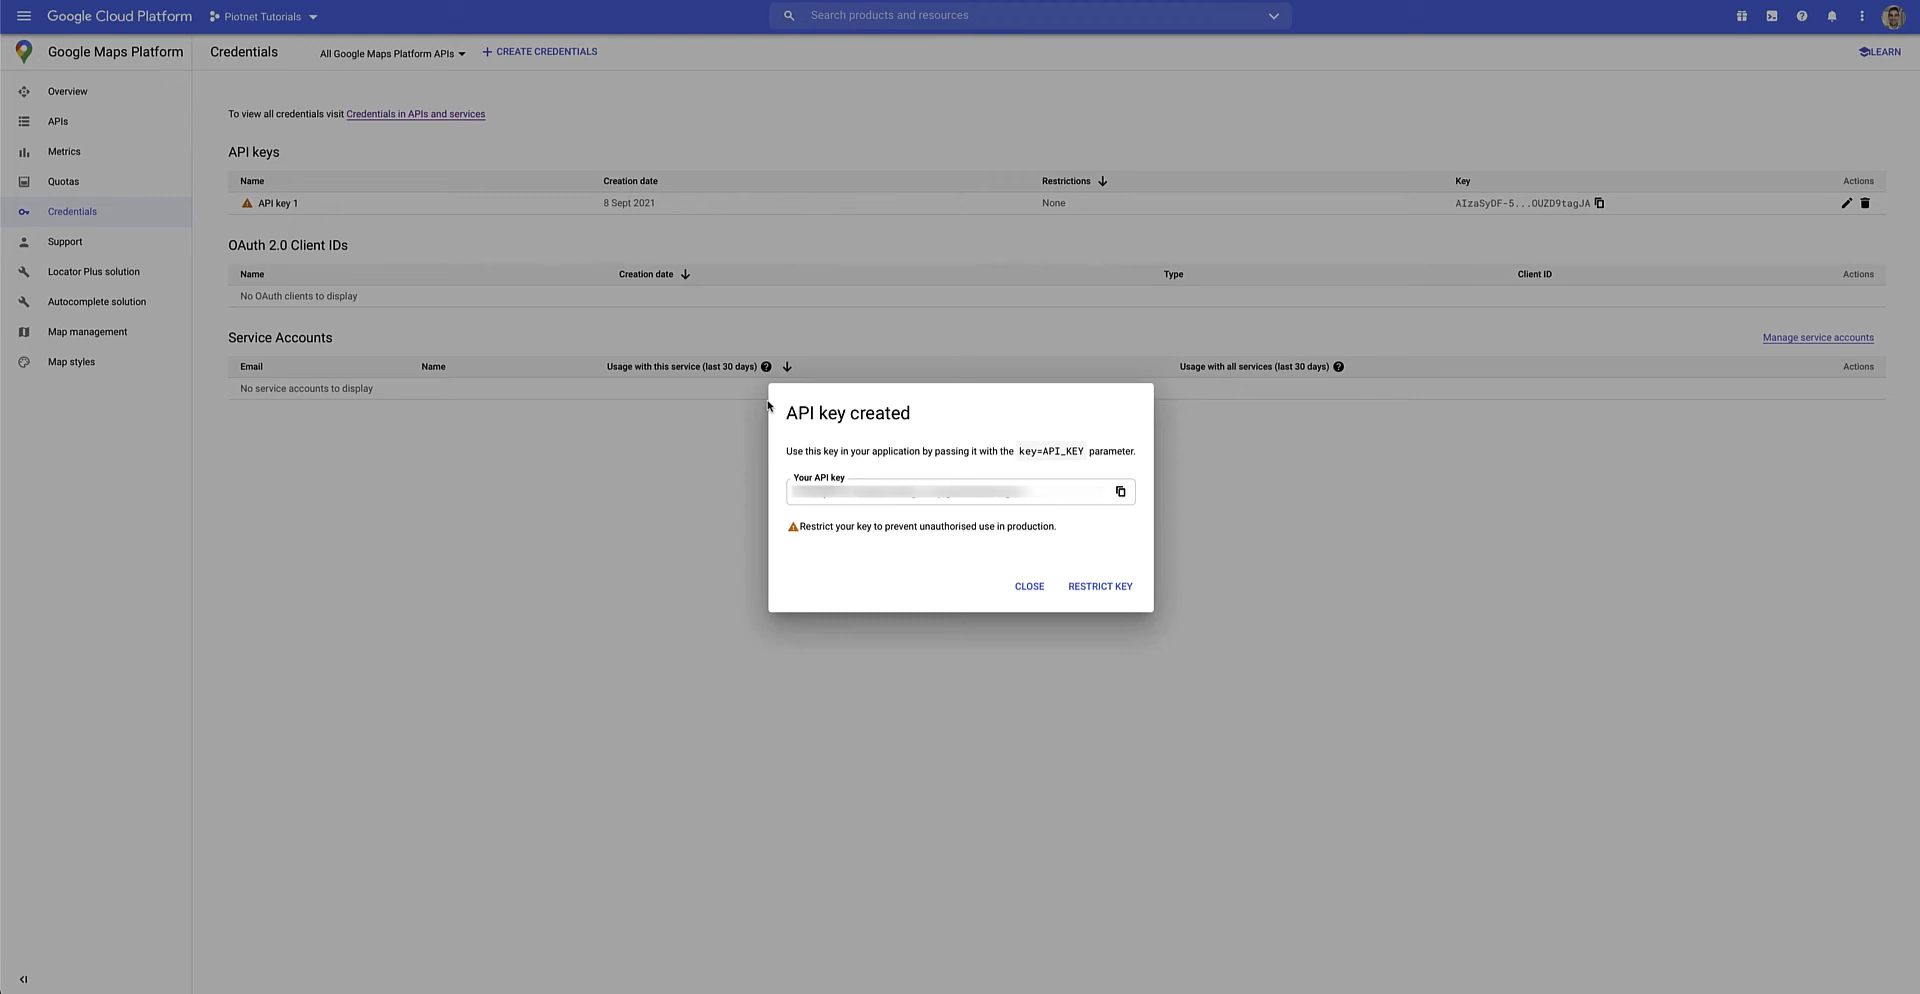 Google Cloud Platform
Piotnet Tutorials
Search products and resources
Google Maps Platform
Credentials
All Google Maps Platform APIs
CREATE CREDENTIALS
LEARN
Overview
APIs
Metrics
Quotas
Credentials
Support
Locator Plus solution
Autocomplete solution
Map management
Map styles
To view all credentials visit Credentials in APIs and services
API keys
Name Creation date Restrictions Key Actions
API key 1 8 Sept 2021 None AIzaSyDF-5...OUZD9tagJA
OAuth 2.0 Client IDs
Name Creation date Type Client ID Actions
No OAuth clients to display
Service Accounts
Manage service accounts
Email Name Usage with this service (last 30 days) Usage with all services (last 30 days) Actions
No service accounts to display
API key created
Use this key in your application by passing it with the key=API_KEY parameter.
Your API key
Restrict your key to prevent unauthorised use in production.
CLOSE RESTRICT KEY